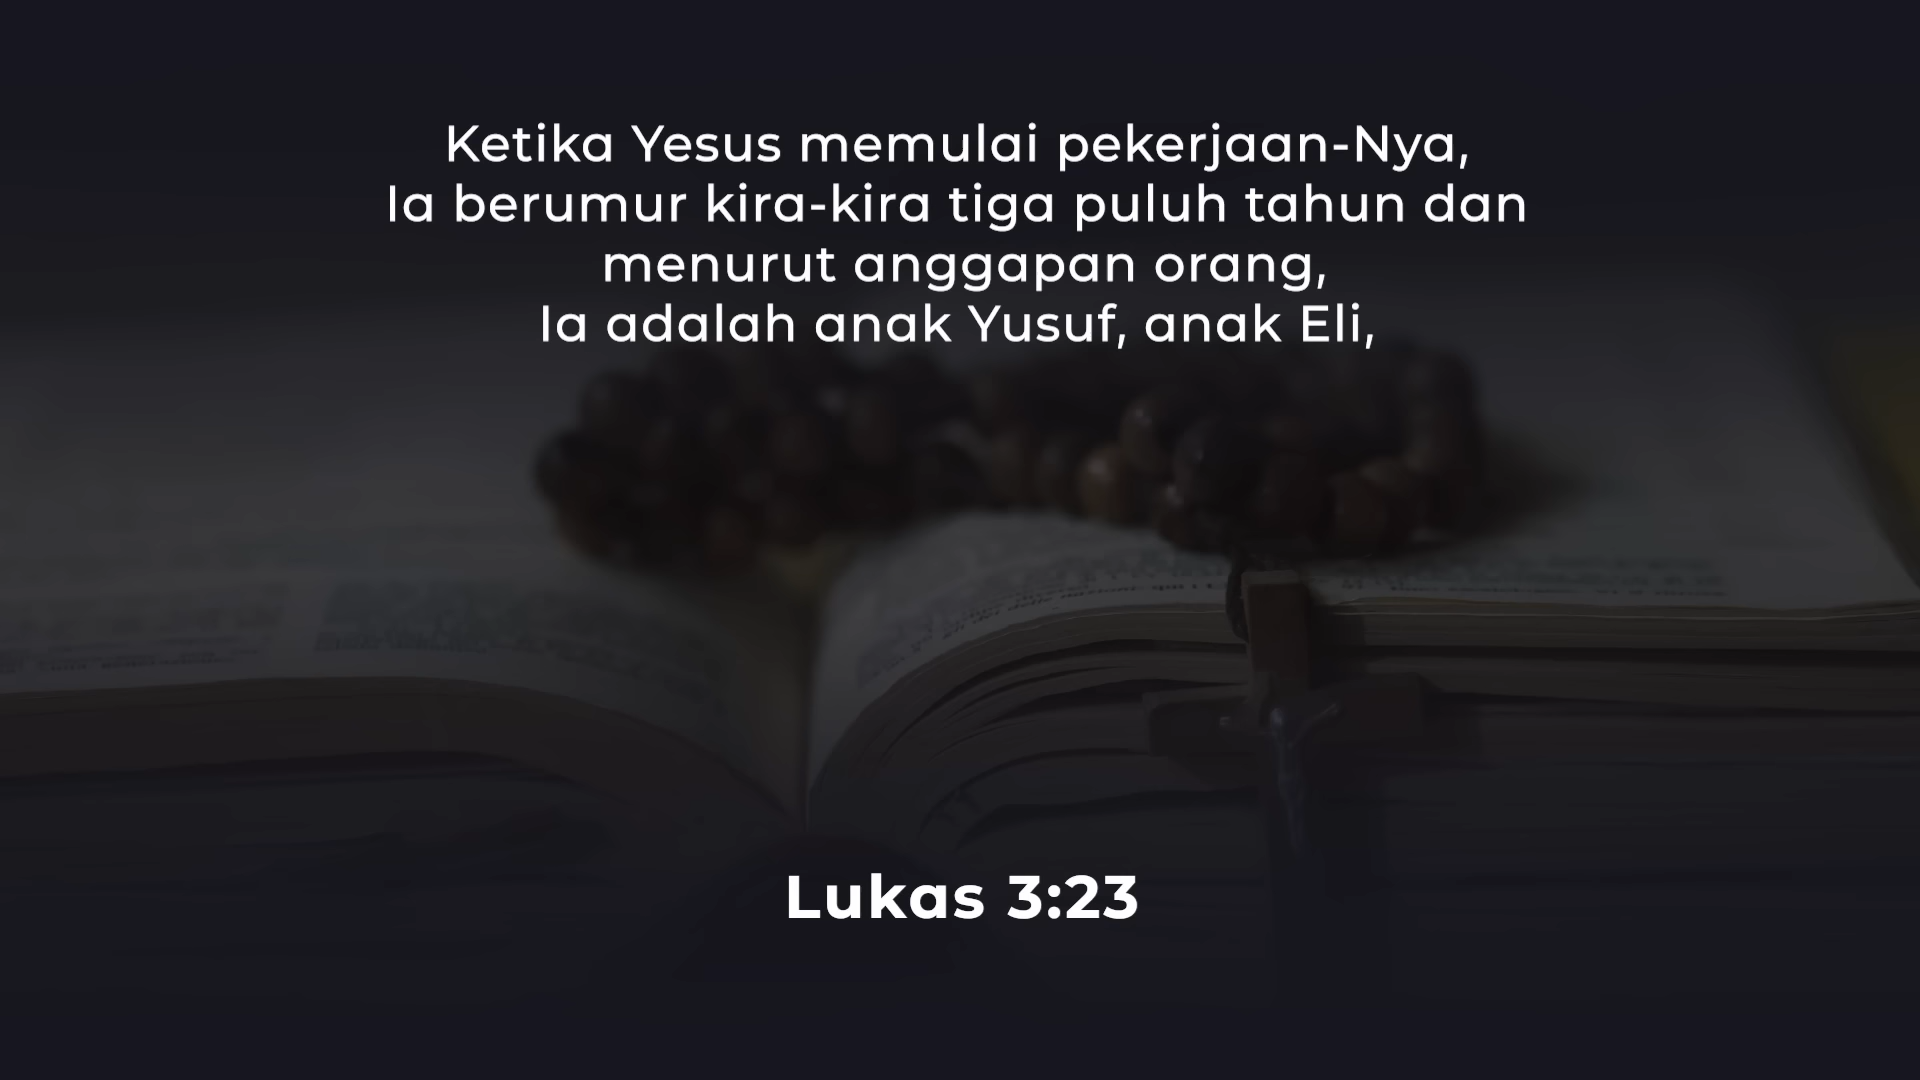 Ketika Yesus memulai pekerjaan-Nya,
Ia berumur kira-kira tiga puluh tahun dan
menurut anggapan orang,
Ia adalah anak Yusuf, anak Eli,
Lukas 3:23